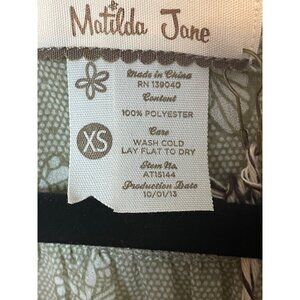 Matilda Jane
Made in China
RN 139040
Content
100% POLYESTER
XS
Care
WASH COLD
LAY FLAT TO DRY
Item No.
AT15144
Production Date
10/01/13